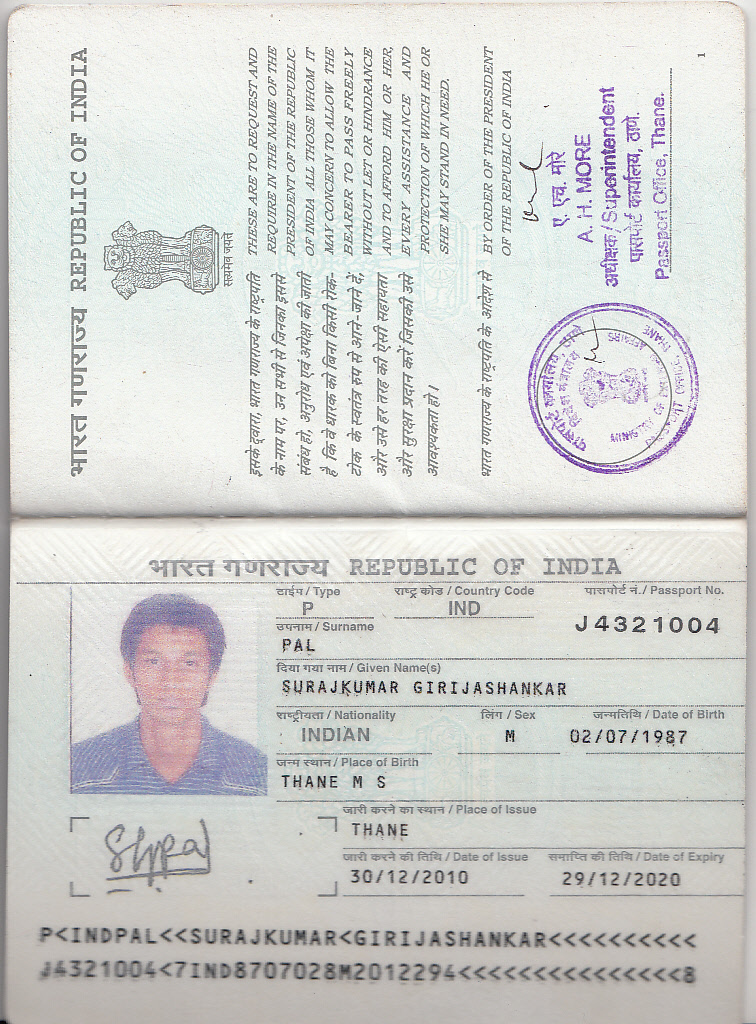 भारत गणराज्य REPUBLIC OF INDIA
सत्यमेव जयते
इसके द्वारा, भारत गणराज्य के राष्ट्रपति
के नाम पर, उन सभी से जिनका इससे
संबंध हो, अनुरोध एवं अपेक्षा की जाती
है कि वे धारक को बिना किसी रोक-
टोक के स्वतंत्र रूप से आने-जाने दें,
और उसे हर तरह की ऐसी सहायता
और सुरक्षा प्रदान करें जिसकी उसे
आवश्यकता हो।
THESE ARE TO REQUEST AND
REQUIRE IN THE NAME OF THE
PRESIDENT OF THE REPUBLIC
OF INDIA ALL THOSE WHOM IT
MAY CONCERN TO ALLOW THE
BEARER TO PASS FREELY
WITHOUT LET OR HINDRANCE
AND TO AFFORD HIM OR HER,
EVERY ASSISTANCE AND
PROTECTION OF WHICH HE OR
SHE MAY STAND IN NEED.
भारत गणराज्य के राष्ट्रपति के आदेश से
BY ORDER OF THE PRESIDENT
OF THE REPUBLIC OF INDIA
ए. एच. मोरे
A. H. MORE
अधीक्षक/Superintendent
पासपोर्ट कार्यालय, ठाणे.
Passport Office, Thane.
पासपोर्ट कार्यालय
विदेश मंत्रालय
MINISTRY OF EXTERNAL AFFAIRS
PASSPORT OFFICE, THANE
1
भारत गणराज्य REPUBLIC OF INDIA
टाईप / Type राष्ट्र कोड / Country Code पासपोर्ट नं. / Passport No.
P IND J4321004
उपनाम / Surname
PAL
दिया गया नाम / Given Name(s)
SURAJKUMAR GIRIJASHANKAR
राष्ट्रीयता / Nationality लिंग / Sex जन्मतिथि / Date of Birth
INDIAN M 02/07/1987
जन्म स्थान / Place of Birth
THANE M S
जारी करने का स्थान / Place of Issue
THANE
जारी करने की तिथि / Date of Issue समाप्ति की तिथि / Date of Expiry
30/12/2010 29/12/2020
P<INDPAL<<SURAJKUMAR<GIRIJASHANKAR<<<<<<<<<<
J4321004<7IND8707028M2012294<<<<<<<<<<<<<<<8